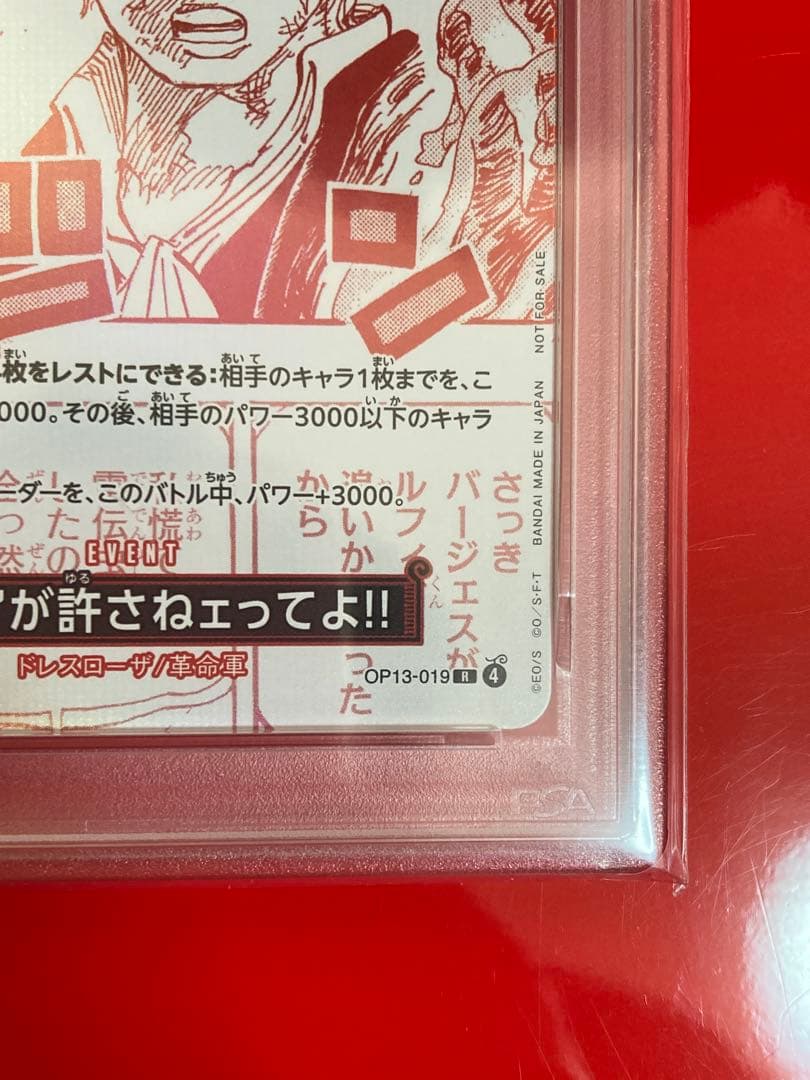 枚をレストにできる:相手のキャラ1枚までを、こ
000。その後、相手のパワー3000以下のキャラ
ーダーを、このバトル中、パワー+3000。
さっき
バージェスが
ルフィくん
追いかった
から
EVENT
が許さねェってよ!!
ドレスローザ/革命軍
OP13-019 R 4
©EO/S ©O/S·F·T BANDAI MADE IN JAPAN NOT FOR SALE
PSA